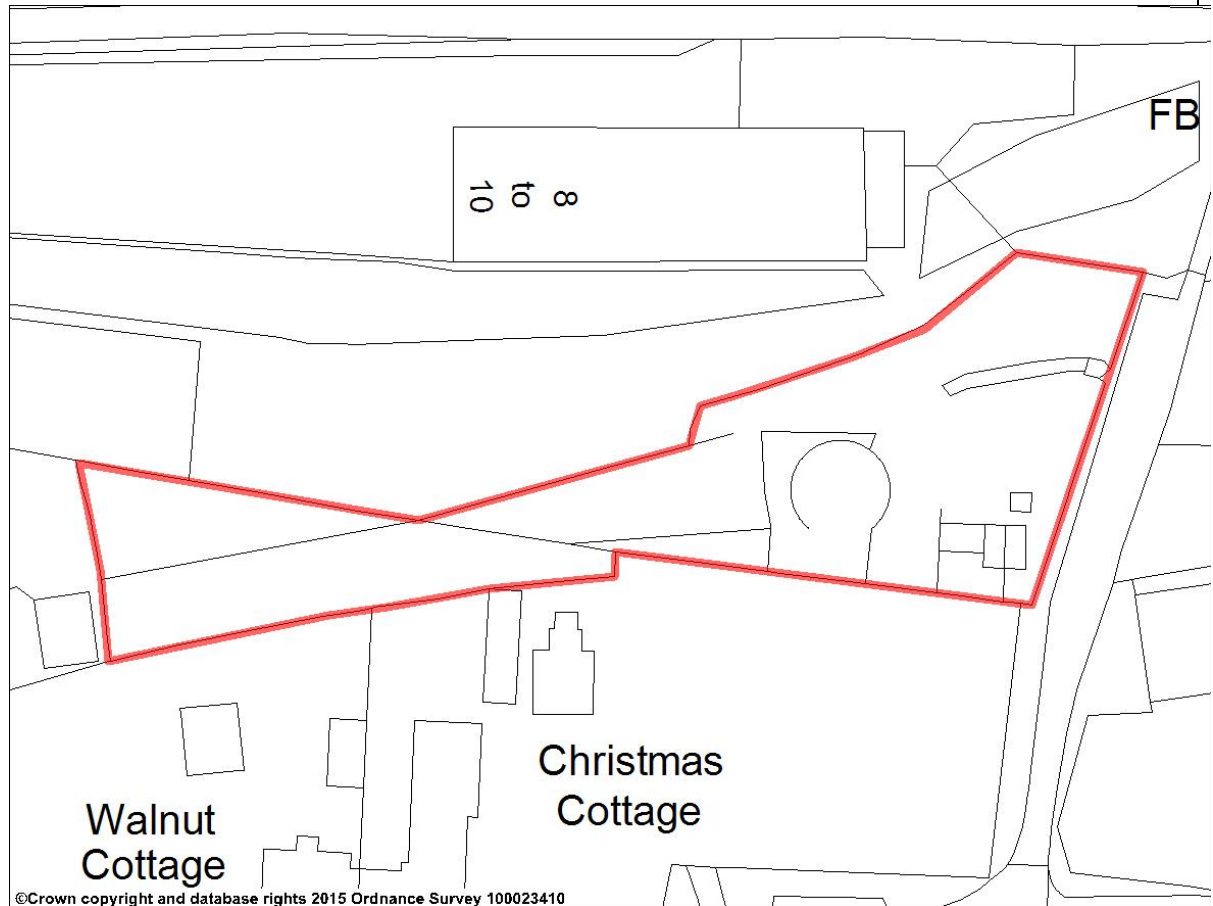 FB
8
to
10
Christmas
Cottage
Walnut
Cottage
©Crown copyright and database rights 2015 Ordnance Survey 100023410